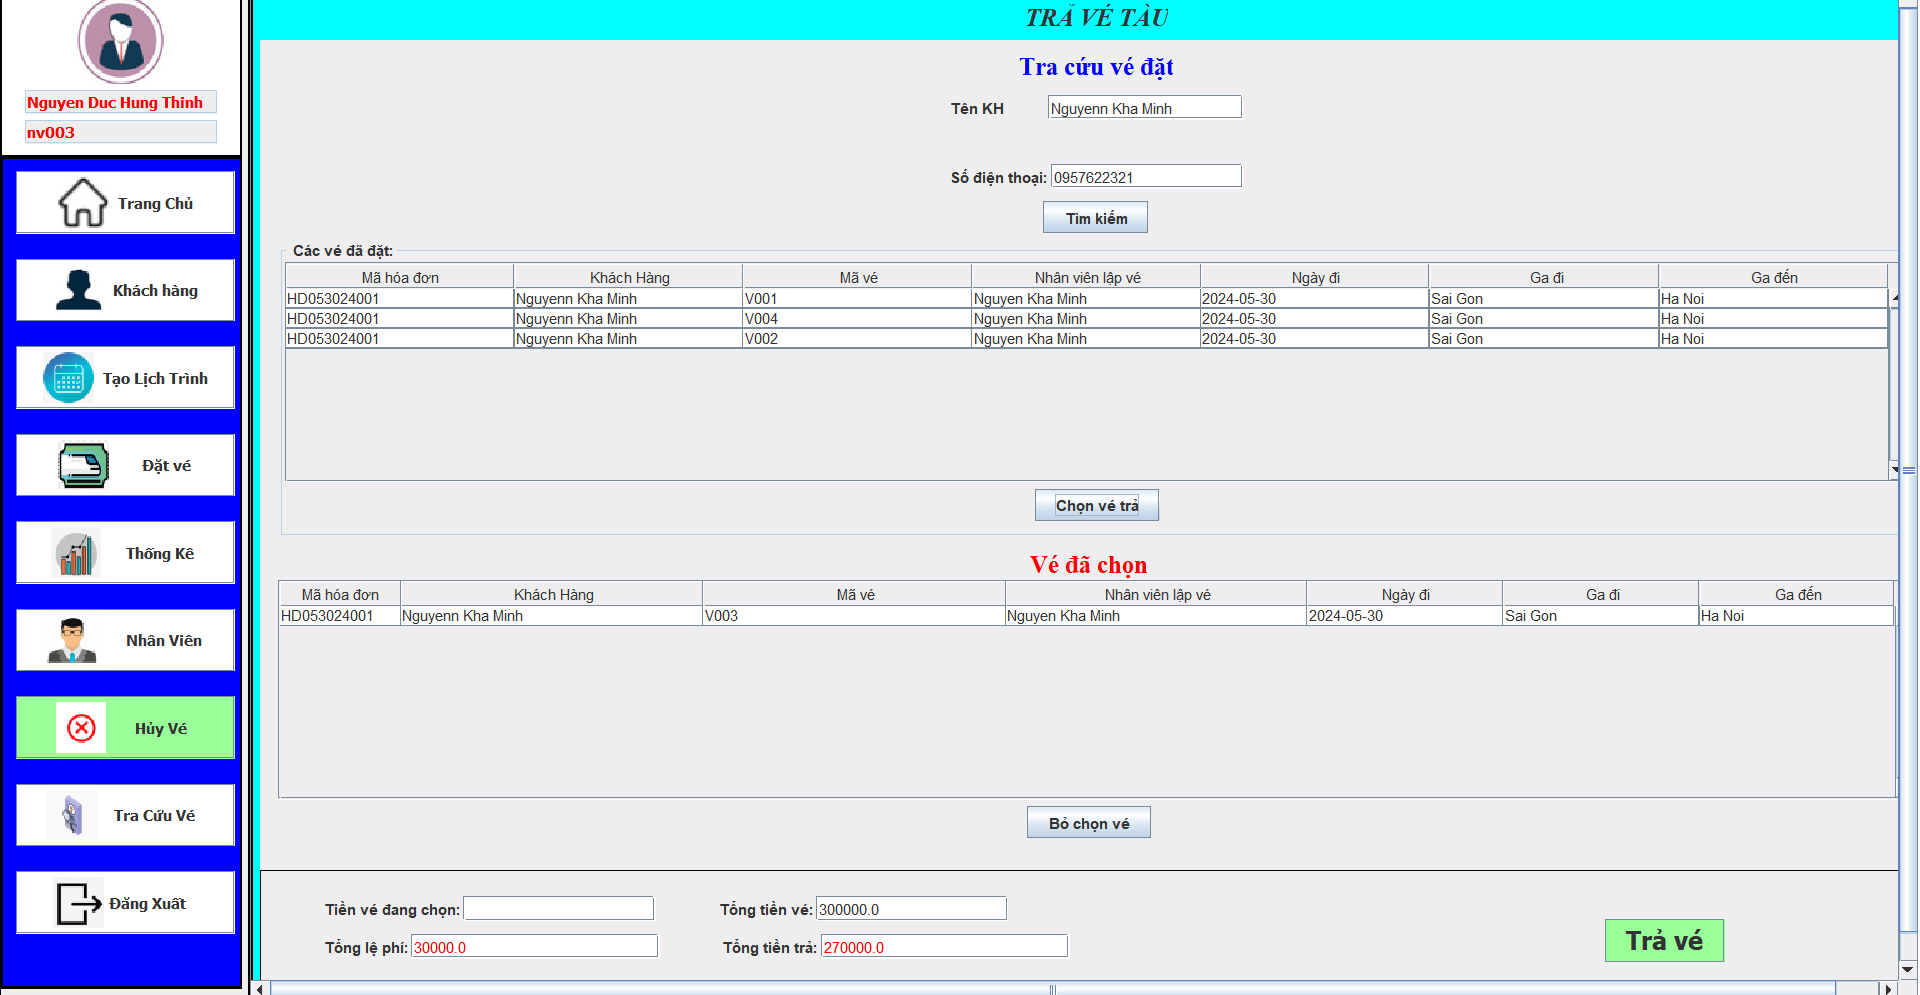 Nguyen Duc Hung Thinh
nv003
Trang Chủ
Khách hàng
Tạo Lịch Trình
Đặt vé
Thống Kê
Nhân Viên
Hủy Vé
Tra Cứu Vé
Đăng Xuất
TRẢ VÉ TÀU
Tra cứu vé đặt
Tên KH Nguyenn Kha Minh
Số điện thoại: 0957622321
Tìm kiếm
Các vé đã đặt:
Mã hóa đơn Khách Hàng Mã vé Nhân viên lập vé Ngày đi Ga đi Ga đến
HD053024001 Nguyenn Kha Minh V001 Nguyen Kha Minh 2024-05-30 Sai Gon Ha Noi
HD053024001 Nguyenn Kha Minh V004 Nguyen Kha Minh 2024-05-30 Sai Gon Ha Noi
HD053024001 Nguyenn Kha Minh V002 Nguyen Kha Minh 2024-05-30 Sai Gon Ha Noi
Chọn vé trả
Vé đã chọn
Mã hóa đơn Khách Hàng Mã vé Nhân viên lập vé Ngày đi Ga đi Ga đến
HD053024001 Nguyenn Kha Minh V003 Nguyen Kha Minh 2024-05-30 Sai Gon Ha Noi
Bỏ chọn vé
Tiền vé đang chọn: Tổng tiền vé: 300000.0
Tổng lệ phí: 30000.0 Tổng tiền trả: 270000.0
Trả vé